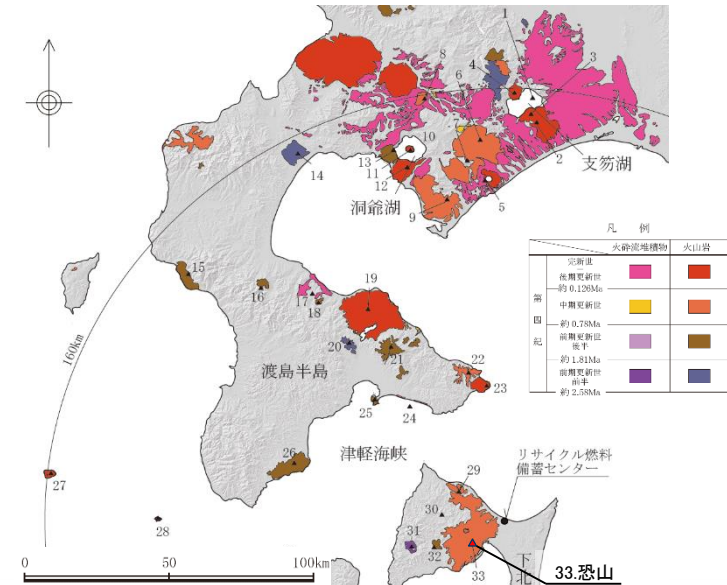 1
3
4
8
6
7
2
支笏湖
10
13
11
12
14
5
洞爺湖
9
凡　例
火砕流堆積物　火山岩
第四紀
完新世
後期更新世
約 0.126Ma
中期更新世
約 0.78Ma
前期更新世
後半
約 1.81Ma
前期更新世
前半
約 2.58Ma
15
16
17
18
19
160km
20
21
渡島半島
22
23
25
24
津軽海峡
26
リサイクル燃料
備蓄センター
27
28
29
30
31
32
33
下
北
33.恐山
0
50
100km